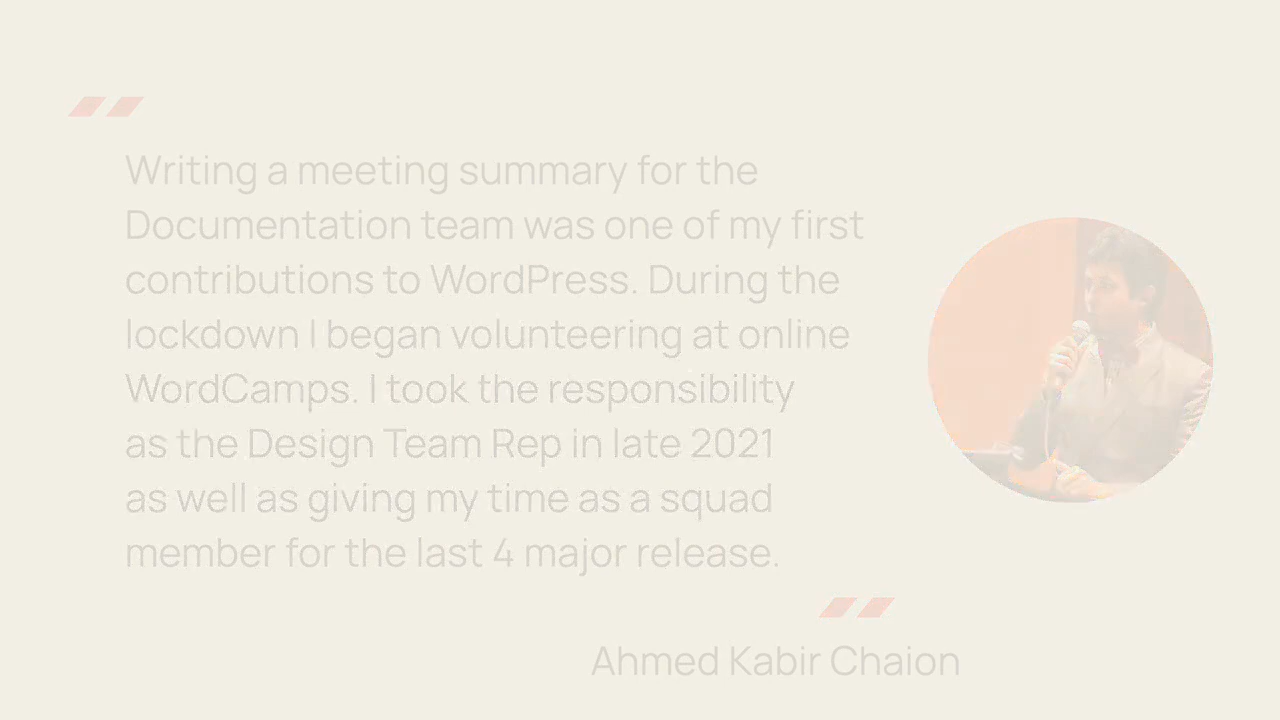 Writing a meeting summary for the
Documentation team was one of my first
contributions to WordPress. During the
lockdown I began volunteering at online
WordCamps. I took the responsibility
as the Design Team Rep in late 2021
as well as giving my time as a squad
member for the last 4 major release.
Ahmed Kabir Chaion